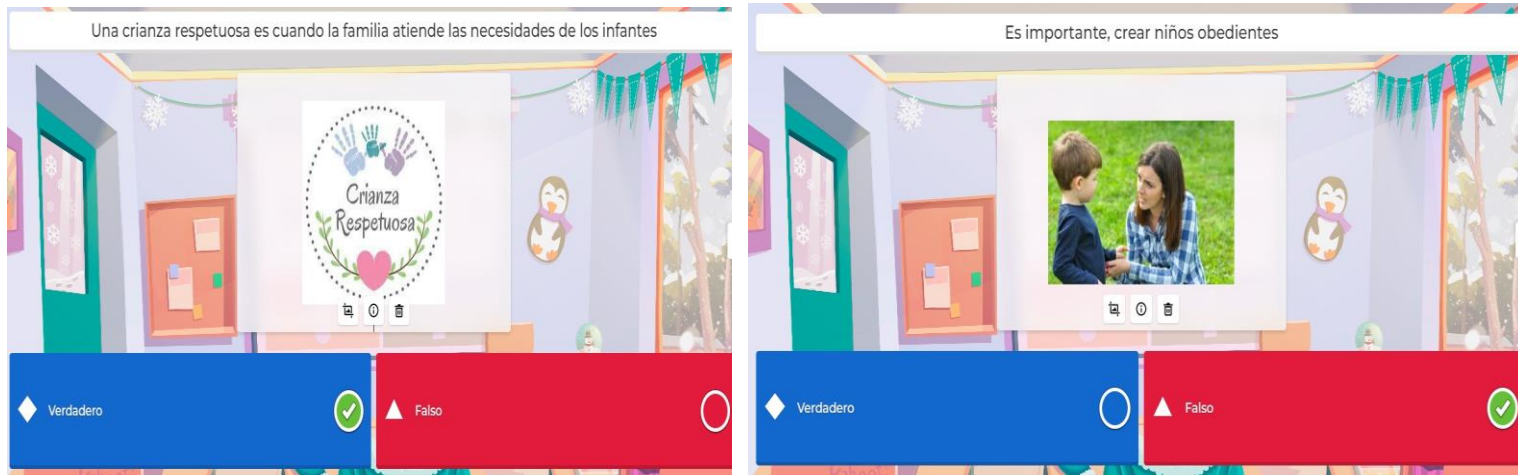 Una crianza respetuosa es cuando la familia atiende las necesidades de los infantes
Crianza
Respetuosa
Verdadero
Falso
Es importante, crear niños obedientes
Verdadero
Falso